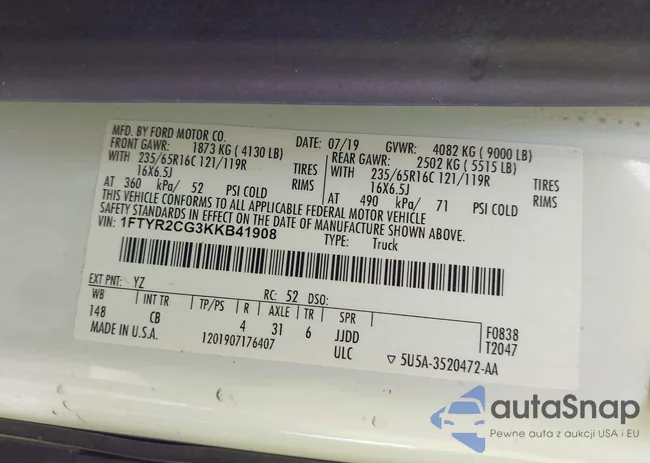 MFD. BY FORD MOTOR CO. DATE: 07/19 GVWR: 4082 KG ( 9000 LB)
FRONT GAWR: 1873 KG ( 4130 LB) REAR GAWR: 2502 KG ( 5515 LB)
WITH 235/65R16C 121/119R TIRES WITH 235/65R16C 121/119R TIRES
16X6.5J RIMS 16X6.5J RIMS
AT 360 kPa/ 52 PSI COLD AT 490 kPa/ 71 PSI COLD
THIS VEHICLE CONFORMS TO ALL APPLICABLE FEDERAL MOTOR VEHICLE
SAFETY STANDARDS IN EFFECT ON THE DATE OF MANUFACTURE SHOWN ABOVE.
VIN: 1FTYR2CG3KKB41908
TYPE: Truck
EXT PNT: YZ RC: 52 DSO:
WB INT TR TP/PS R AXLE TR SPR F0838
148 CB 4 31 6 JJDD T2047
MADE IN U.S.A. 1201907176407 ULC ▽ 5U5A-3520472-AA
autaSnap
Pewne auta z aukcji USA i EU